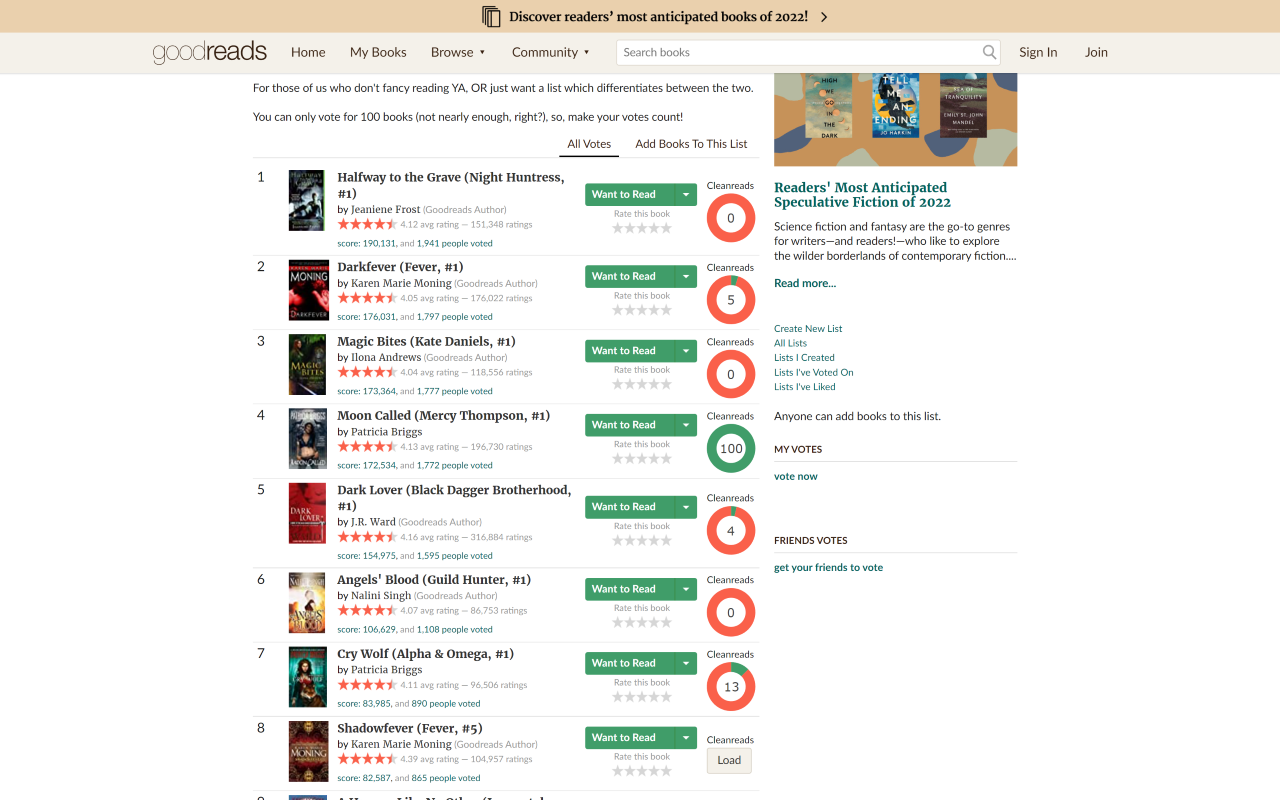 Discover readers’ most anticipated books of 2022!
goodreads
Home
My Books
Browse ▾
Community ▾
Search books
Sign In
Join
For those of us who don't fancy reading YA, OR just want a list which differentiates between the two.
You can only vote for 100 books (not nearly enough, right?), so, make your votes count!
All Votes
Add Books To This List
1
Halfway to the Grave (Night Huntress,
#1)
by Jeaniene Frost (Goodreads Author)
4.12 avg rating — 151,348 ratings
score: 190,131, and 1,941 people voted
Want to Read
Rate this book
Cleanreads
0
2
Darkfever (Fever, #1)
by Karen Marie Moning (Goodreads Author)
4.05 avg rating — 176,022 ratings
score: 176,031, and 1,797 people voted
Want to Read
Rate this book
Cleanreads
5
MONING
DARKFEVER
3
Magic Bites (Kate Daniels, #1)
by Ilona Andrews (Goodreads Author)
4.04 avg rating — 118,556 ratings
score: 173,364, and 1,777 people voted
Want to Read
Rate this book
Cleanreads
0
MAGIC
BITES
4
Moon Called (Mercy Thompson, #1)
by Patricia Briggs
4.13 avg rating — 196,730 ratings
score: 172,534, and 1,772 people voted
Want to Read
Rate this book
Cleanreads
100
5
Dark Lover (Black Dagger Brotherhood,
#1)
by J.R. Ward (Goodreads Author)
4.16 avg rating — 316,884 ratings
score: 154,975, and 1,595 people voted
Want to Read
Rate this book
Cleanreads
4
DARK
LOVER
6
Angels' Blood (Guild Hunter, #1)
by Nalini Singh (Goodreads Author)
4.07 avg rating — 86,753 ratings
score: 106,629, and 1,108 people voted
Want to Read
Rate this book
Cleanreads
0
7
Cry Wolf (Alpha & Omega, #1)
by Patricia Briggs
4.11 avg rating — 96,506 ratings
score: 83,985, and 890 people voted
Want to Read
Rate this book
Cleanreads
13
8
Shadowfever (Fever, #5)
by Karen Marie Moning (Goodreads Author)
4.39 avg rating — 104,957 ratings
score: 82,587, and 865 people voted
Want to Read
Rate this book
Cleanreads
Load
MONING
HIGH
WE
GO
IN
THE
DARK
TELL
ME
AN
ENDING
JO HARKIN
SEA OF
TRANQUILITY
EMILY ST. JOHN
MANDEL
Readers' Most Anticipated
Speculative Fiction of 2022
Science fiction and fantasy are the go-to genres
for writers—and readers!—who like to explore
the wilder borderlands of contemporary fiction....
Read more...
Create New List
All Lists
Lists I Created
Lists I've Voted On
Lists I've Liked
Anyone can add books to this list.
MY VOTES
vote now
FRIENDS VOTES
get your friends to vote